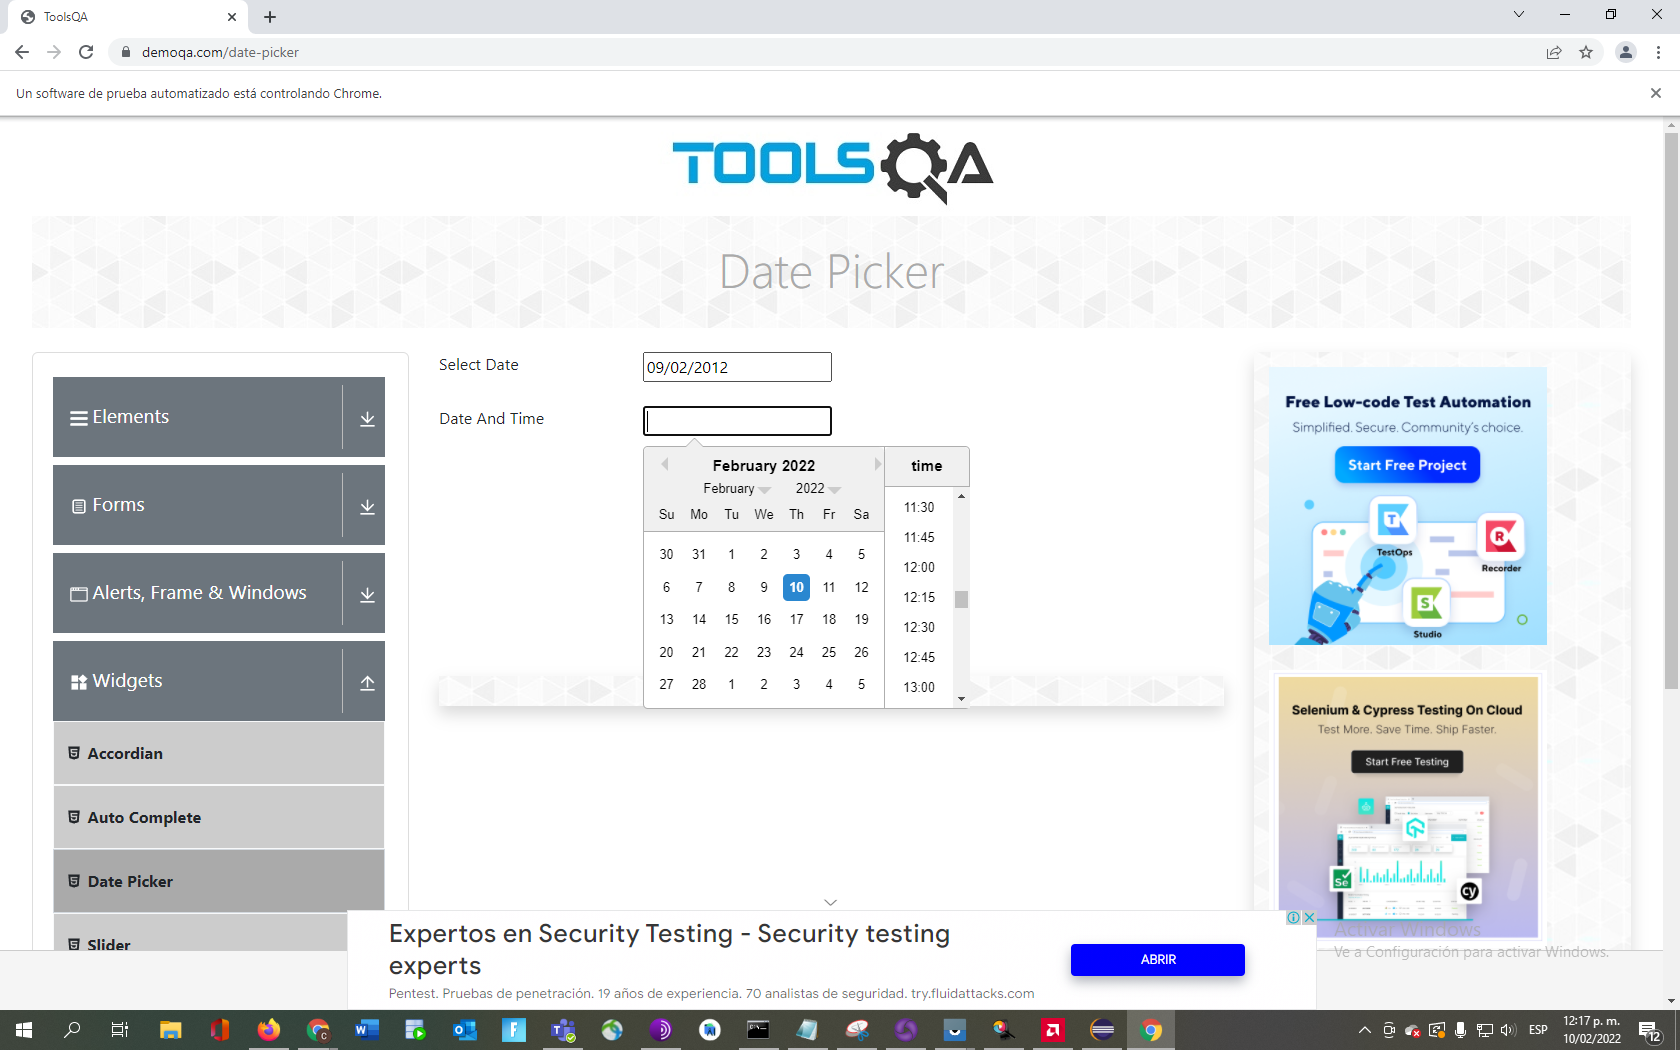 ToolsQA
demoqa.com/date-picker
Un software de prueba automatizado está controlando Chrome.
TOOLSQA
Date Picker
Select Date
09/02/2012
Date And Time
February 2022
February
2022
Su Mo Tu We Th Fr Sa
30 31 1 2 3 4 5
6 7 8 9 10 11 12
13 14 15 16 17 18 19
20 21 22 23 24 25 26
27 28 1 2 3 4 5
time
11:30
11:45
12:00
12:15
12:30
12:45
13:00
Elements
Forms
Alerts, Frame & Windows
Widgets
Accordian
Auto Complete
Date Picker
Slider
Free Low-code Test Automation
Simplified. Secure. Community's choice.
Start Free Project
TestOps
Recorder
Studio
Selenium & Cypress Testing On Cloud
Test More. Save Time. Ship Faster.
Start Free Testing
Se
cy
Activar Windows
Ve a Configuración para activar Windows.
Expertos en Security Testing - Security testing
experts
Pentest. Pruebas de penetración. 19 años de experiencia. 70 analistas de seguridad. try.fluidattacks.com
ABRIR
ESP
12:17 p. m.
10/02/2022
12